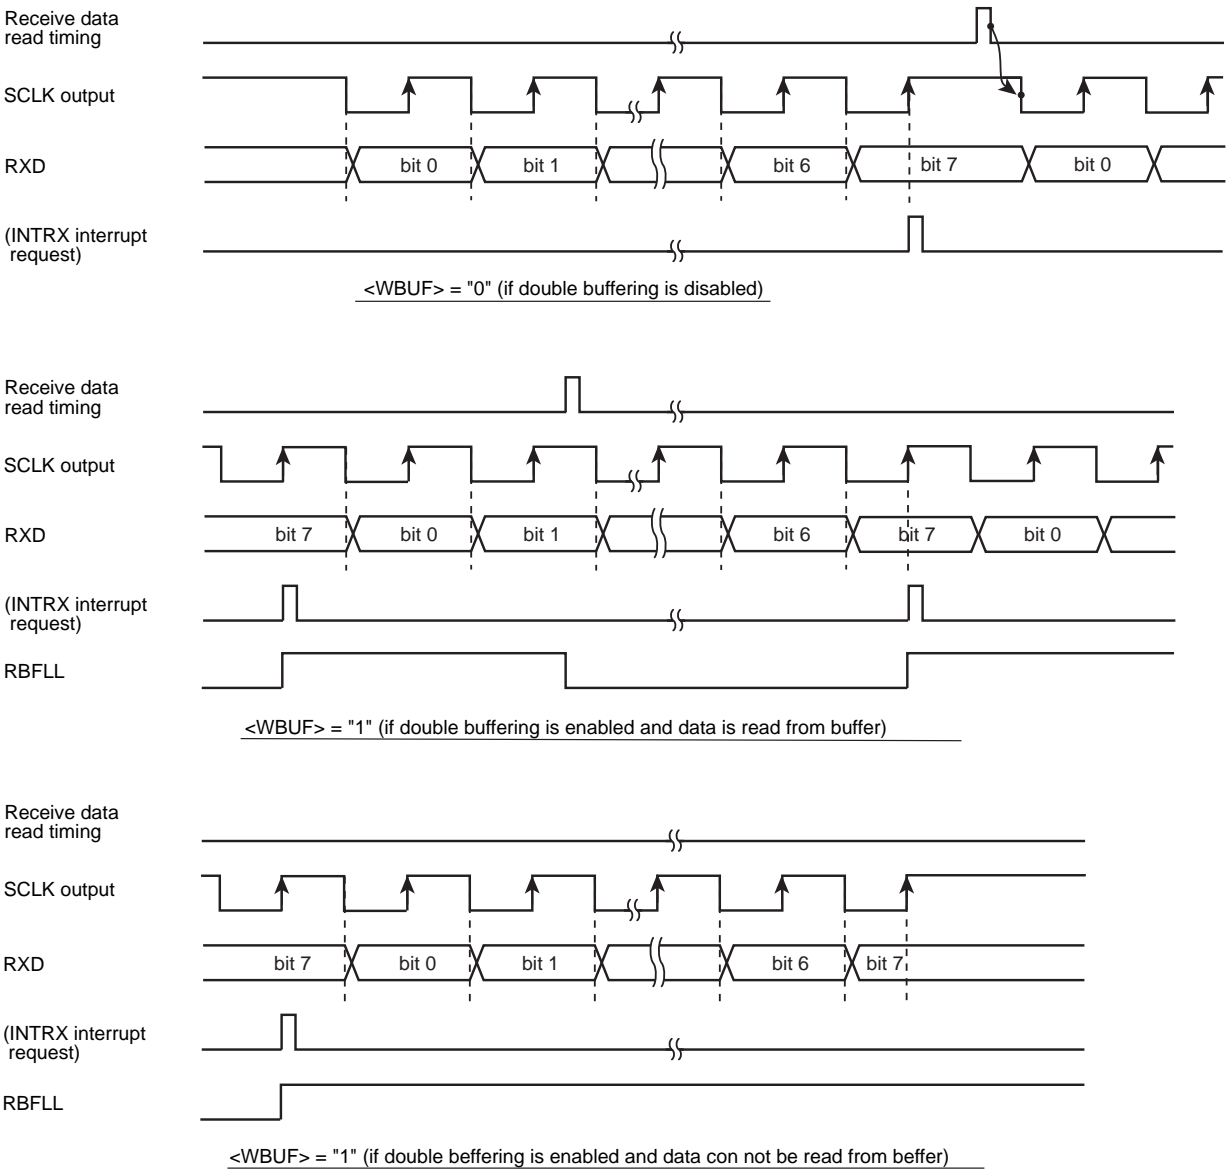 Receive data
read timing
SCLK output
RXD
bit 0
bit 1
bit 6
bit 7
bit 0
(INTRX interrupt
request)
<WBUF> = "0" (if double buffering is disabled)
Receive data
read timing
SCLK output
RXD
bit 7
bit 0
bit 1
bit 6
bit 7
bit 0
(INTRX interrupt
request)
RBFLL
<WBUF> = "1" (if double buffering is enabled and data is read from buffer)
Receive data
read timing
SCLK output
RXD
bit 7
bit 0
bit 1
bit 6
bit 7
(INTRX interrupt
request)
RBFLL
<WBUF> = "1" (if double beffering is enabled and data con not be read from beffer)